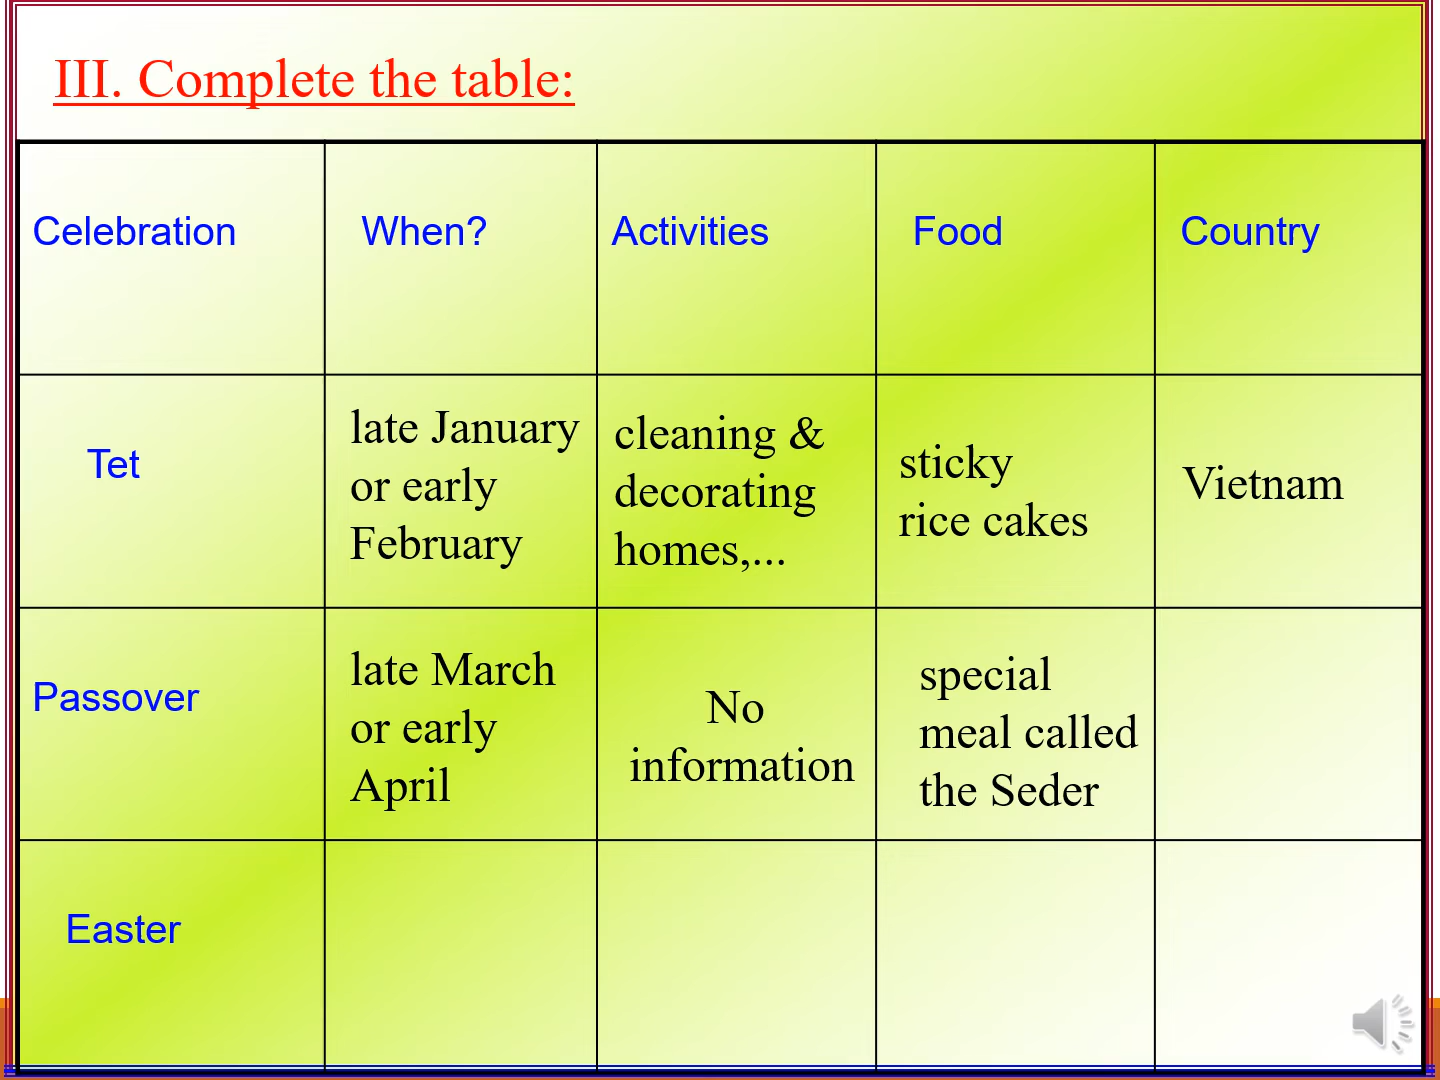 III. Complete the table:
Celebration
When?
Activities
Food
Country
Tet
late January
or early
February
cleaning &
decorating
homes,...
sticky
rice cakes
Vietnam
Passover
late March
or early
April
No
information
special
meal called
the Seder
Easter